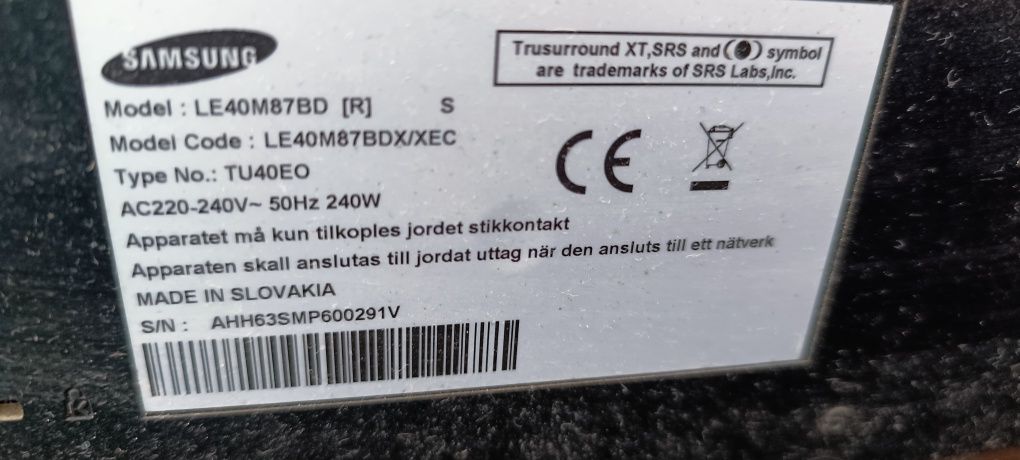 SAMSUNG
Trusurround XT,SRS and (●) symbol
are trademarks of SRS Labs,Inc.
Model : LE40M87BD [R] S
Model Code : LE40M87BDX/XEC
Type No.: TU40EO
AC220-240V~ 50Hz 240W
Apparatet må kun tilkoples jordet stikkontakt
Apparaten skall anslutas till jordat uttag när den ansluts till ett nätverk
MADE IN SLOVAKIA
S/N : AHH63SMP600291V
CE